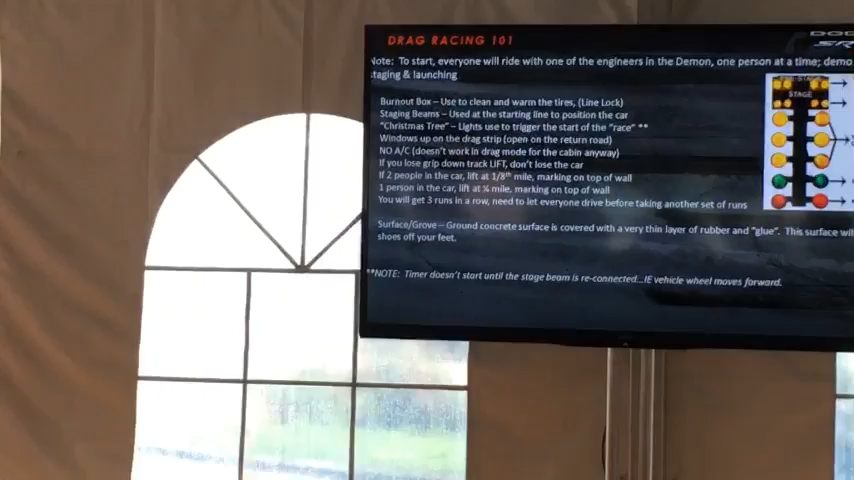 DRAG RACING 101
Note: To start, everyone will ride with one of the engineers in the Demon, one person at a time; demo
staging & launching
Burnout Box – Use to clean and warm the tires, (Line Lock)
Staging Beams – Used at the starting line to position the car
"Christmas Tree" – Lights use to trigger the start of the "race" **
Windows up on the drag strip (open on the return road)
NO A/C (doesn't work in drag mode for the cabin anyway)
If you lose grip down track LIFT, don't lose the car
If 2 people in the car, lift at 1/8th mile, marking on top of wall
1 person in the car, lift at ¼ mile, marking on top of wall
You will get 3 runs in a row, need to let everyone drive before taking another set of runs
STAGE
Surface/Grove – Ground concrete surface is covered with a very thin layer of rubber and "glue". This surface will
shoes off your feet.
**NOTE: Timer doesn't start until the stage beam is re-connected...IE vehicle wheel moves forward.